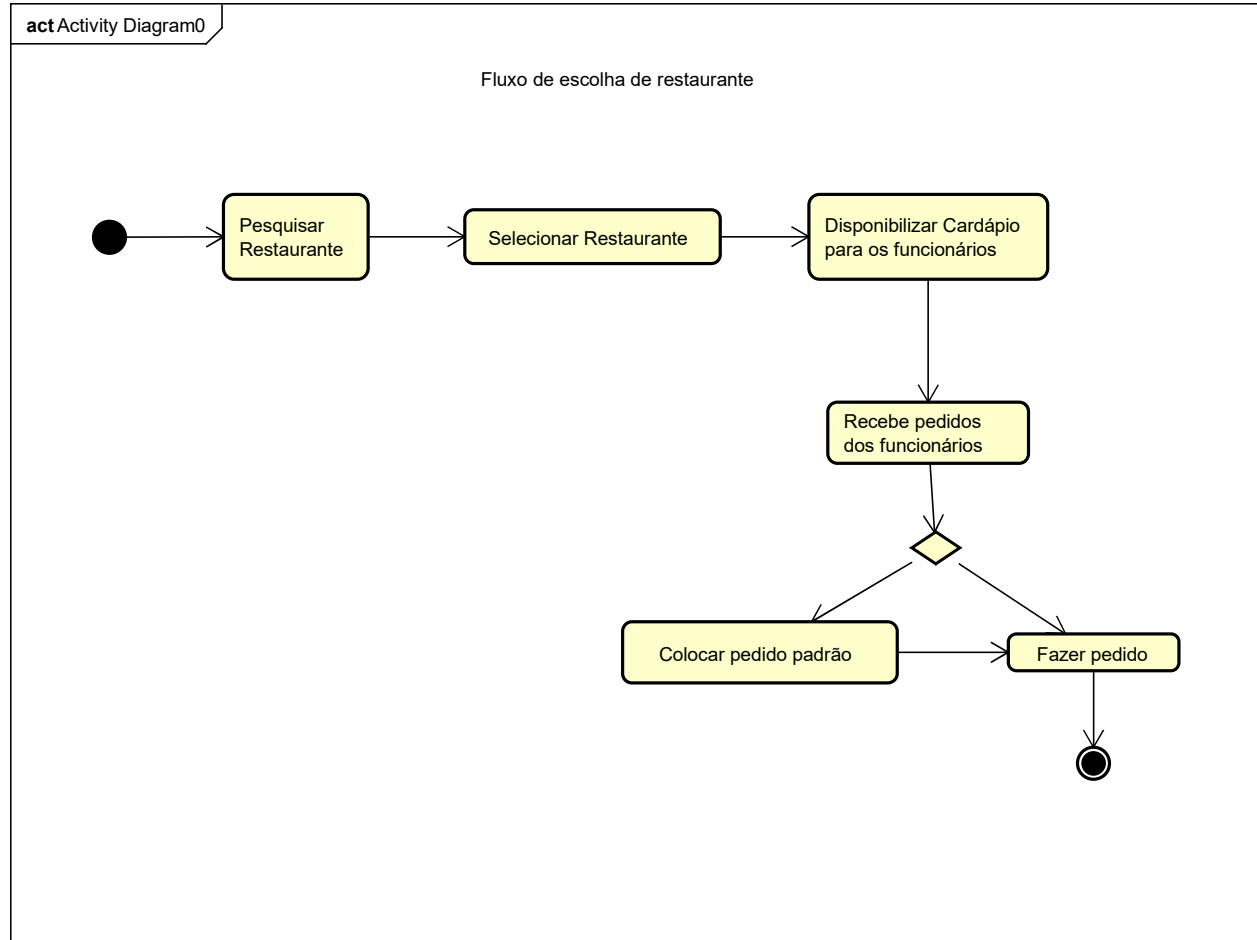 act Activity Diagram0
Fluxo de escolha de restaurante
Pesquisar
Restaurante
Selecionar Restaurante
Disponibilizar Cardápio
para os funcionários
Recebe pedidos
dos funcionários
Colocar pedido padrão
Fazer pedido